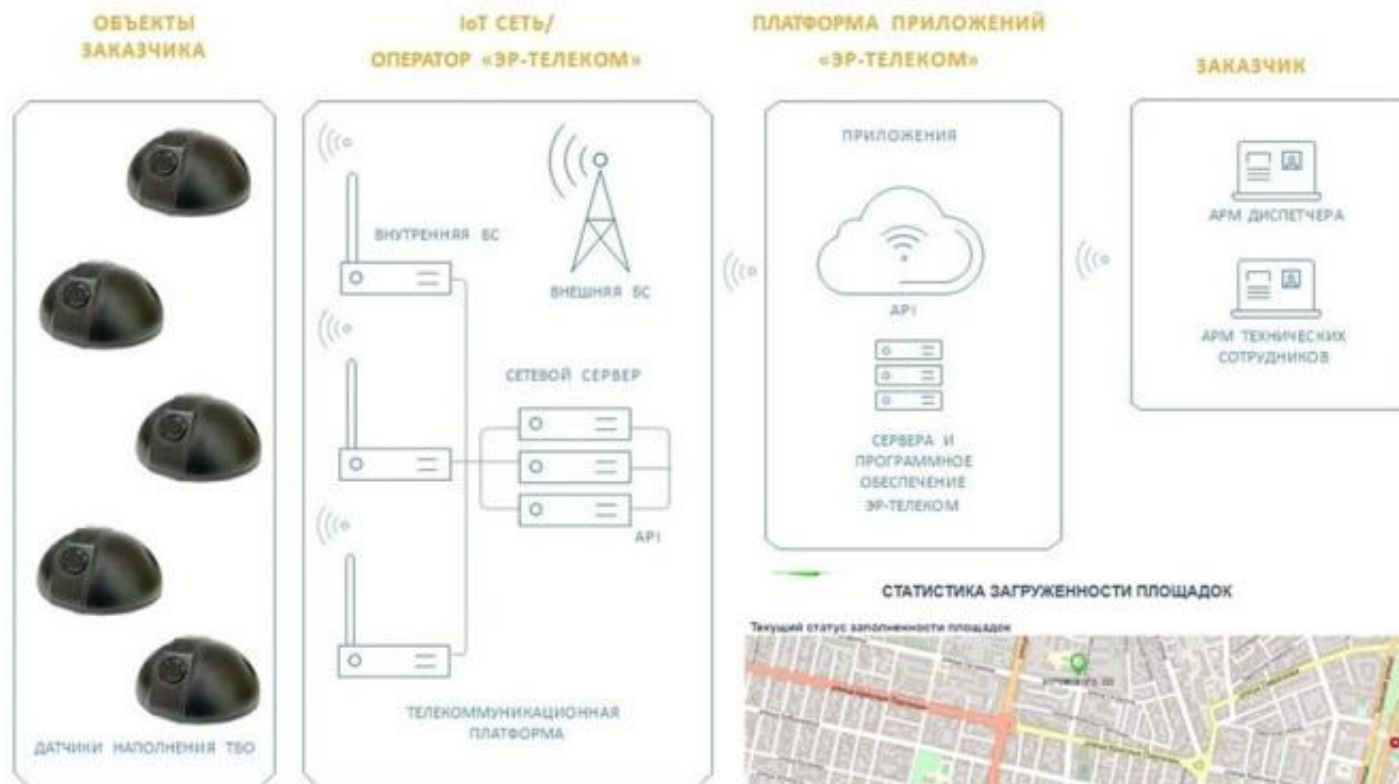 ОБЪЕКТЫ
ЗАКАЗЧИКА
IoT СЕТЬ/
ОПЕРАТОР «ЭР-ТЕЛЕКОМ»
ПЛАТФОРМА ПРИЛОЖЕНИЙ
«ЭР-ТЕЛЕКОМ»
ЗАКАЗЧИК
ДАТЧИКИ НАПОЛНЕНИЯ ТБО
ВНУТРЕННЯЯ БС
ВНЕШНЯЯ БС
СЕТЕВОЙ СЕРВЕР
API
ТЕЛЕКОММУНИКАЦИОННАЯ
ПЛАТФОРМА
ПРИЛОЖЕНИЯ
API
СЕРВЕРА И
ПРОГРАММНОЕ
ОБЕСПЕЧЕНИЕ
ЭР-ТЕЛЕКОМ
АРМ ДИСПЕТЧЕРА
АРМ ТЕХНИЧЕСКИХ
СОТРУДНИКОВ
СТАТИСТИКА ЗАГРУЖЕННОСТИ ПЛОЩАДОК
Текущий статус заполненности площадок